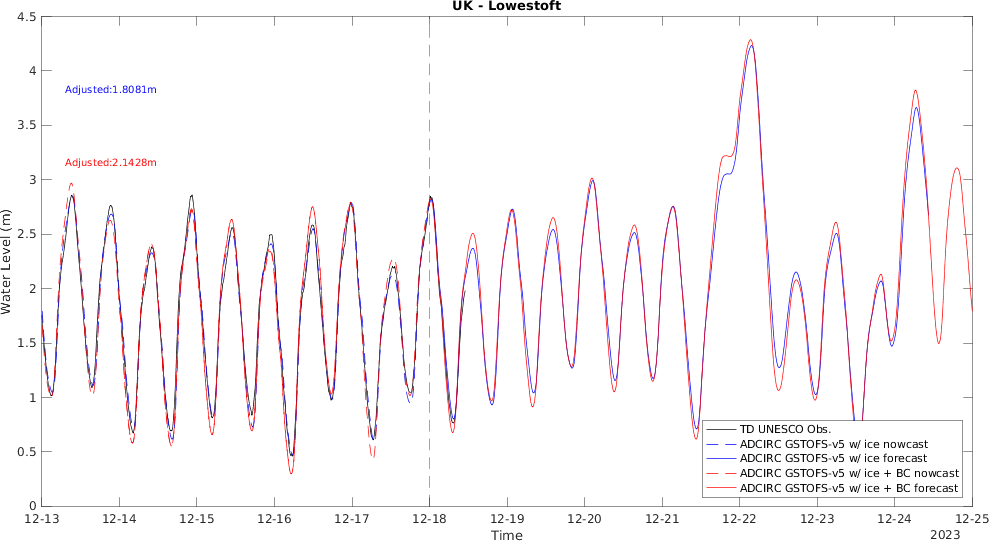 UK - Lowestoft
4.5
4
3.5
3
2.5
2
1.5
1
0.5
0
Water Level (m)
Adjusted:1.8081m
Adjusted:2.1428m
TD UNESCO Obs.
ADCIRC GSTOFS-v5 w/ ice nowcast
ADCIRC GSTOFS-v5 w/ ice forecast
ADCIRC GSTOFS-v5 w/ ice + BC nowcast
ADCIRC GSTOFS-v5 w/ ice + BC forecast
12-13 12-14 12-15 12-16 12-17 12-18 12-19 12-20 12-21 12-22 12-23 12-24 12-25
Time
2023